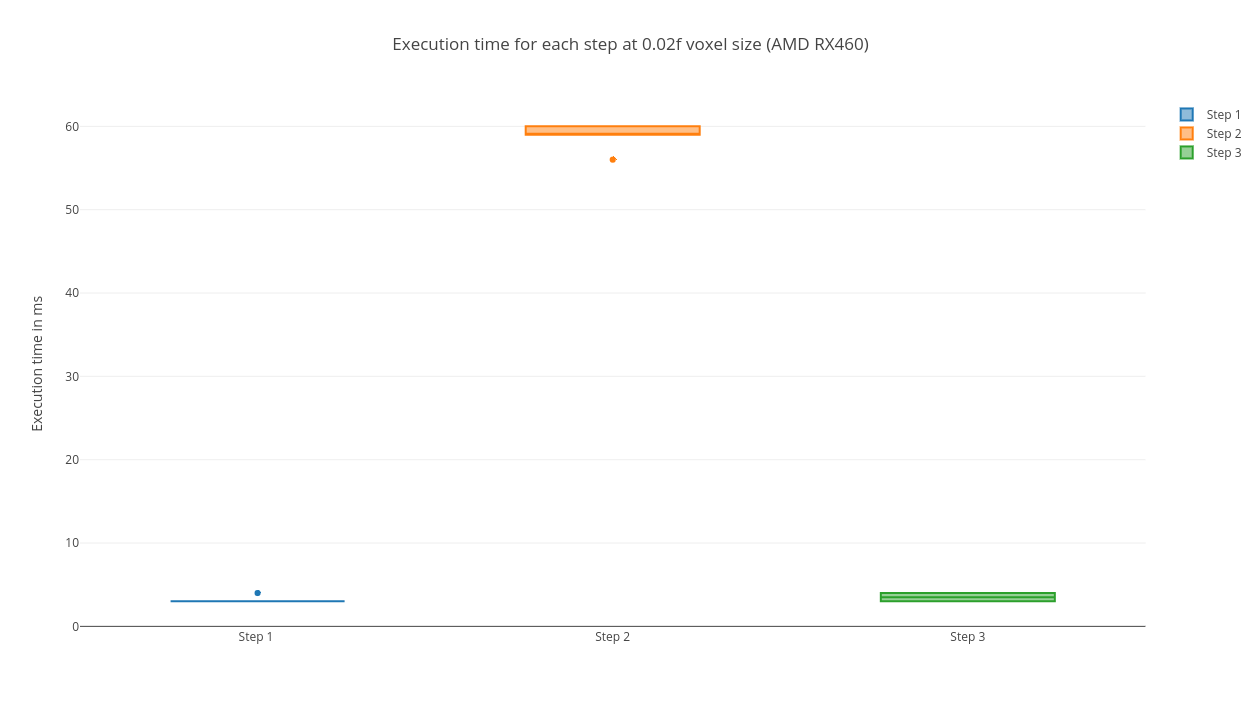 Execution time for each step at 0.02f voxel size (AMD RX460)
Step 1
Step 2
Step 3
Execution time in ms
60
50
40
30
20
10
0
Step 1
Step 2
Step 3